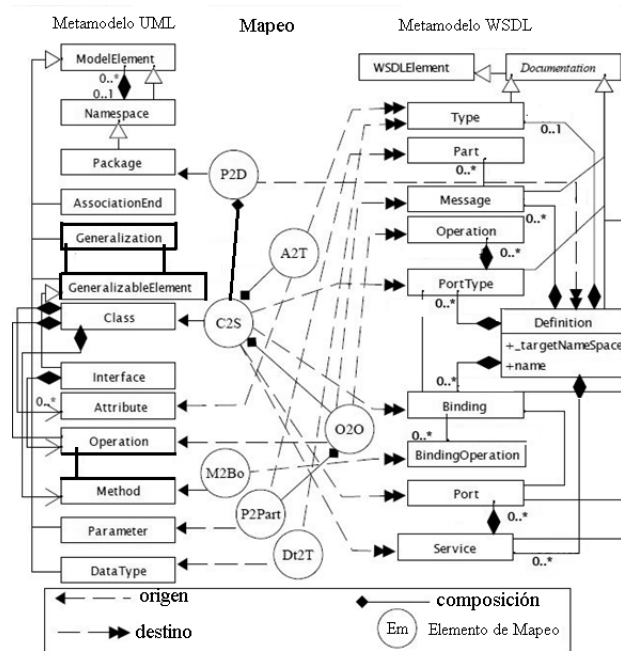 Metamodelo UML
Mapeo
Metamodelo WSDL
ModelElement
0..*
0..1
Namespace
Package
AssociationEnd
Generalization
GeneralizableElement
Class
Interface
0..*
Attribute
Operation
Method
Parameter
DataType
P2D
A2T
C2S
O2O
M2Bo
P2Part
Dt2T
WSDLElement
Documentation
Type
0..1
Part
0..*
Message
0..*
Operation
0..*
PortType
0..*
Definition
+_targetNameSpace
+name
0..*
Binding
0..*
BindingOperation
Port
0..*
Service
0..*
origen
composición
destino
Em
Elemento de Mapeo